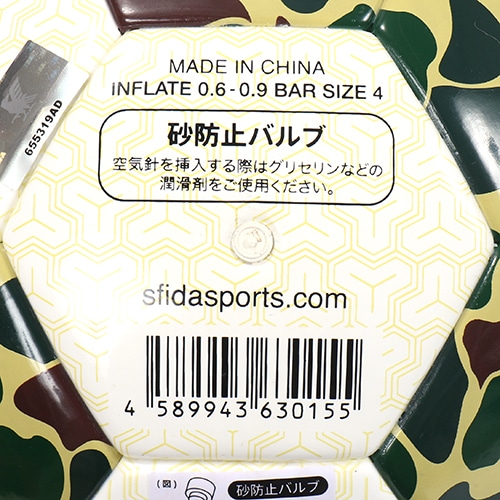 MADE IN CHINA
INFLATE 0.6-0.9 BAR SIZE 4
砂防止バルブ
空気針を挿入する際はグリセリンなどの
潤滑剤をご使用ください。
655319AD
sfidasports.com
4 589943 630155
(図) 砂防止バルブ